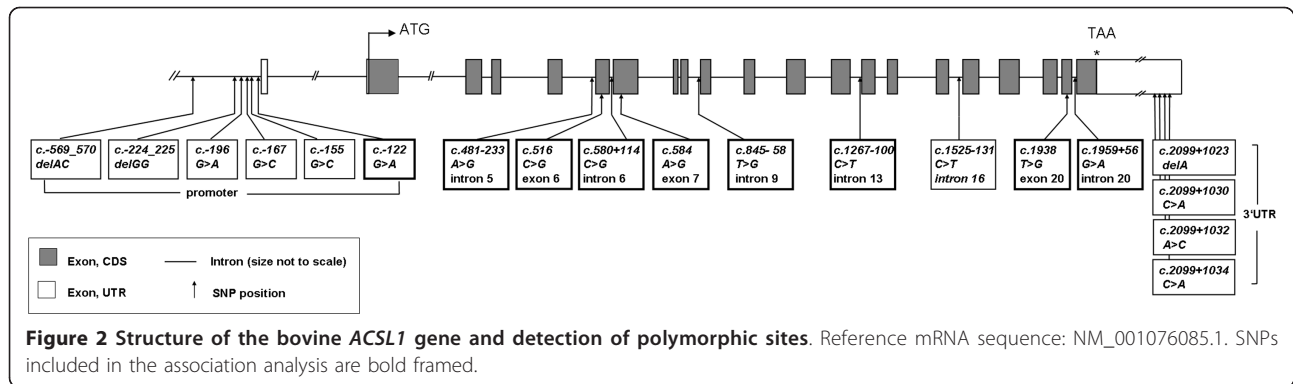 ATG
TAA
*
c.-569_570
delAC
c.-224_225
delGG
c.-196
G>A
c.-167
G>C
c.-155
G>C
c.-122
G>A
promoter
c.481-233
A>G
intron 5
c.516
C>G
exon 6
c.580+114
C>G
intron 6
c.584
A>G
exon 7
c.845- 58
T>G
intron 9
c.1267-100
C>T
intron 13
c.1525-131
C>T
intron 16
c.1938
T>G
exon 20
c.1959+56
G>A
intron 20
c.2099+1023
delA
c.2099+1030
C>A
c.2099+1032
A>C
c.2099+1034
C>A
3'UTR
Exon, CDS
Intron (size not to scale)
Exon, UTR
SNP position
Figure 2 Structure of the bovine ACSL1 gene and detection of polymorphic sites. Reference mRNA sequence: NM_001076085.1. SNPs
included in the association analysis are bold framed.